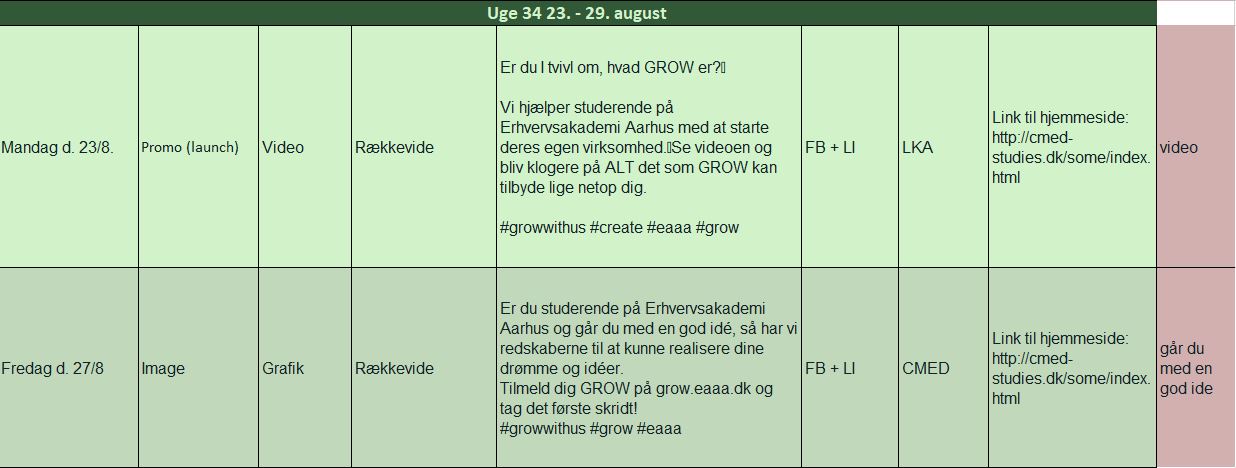 Uge 34 23. - 29. august
Mandag d. 23/8.
Promo (launch)
Video
Rækkevide
Er du I tvivl om, hvad GROW er?
Vi hjælper studerende på
Erhvervsakademi Aarhus med at starte
deres egen virksomhed. Se videoen og
bliv klogere på ALT det som GROW kan
tilbyde lige netop dig.
#growwithus #create #eaaa #grow
FB + LI
LKA
Link til hjemmeside:
http://cmed-
studies.dk/some/index.
html
video
Fredag d. 27/8
Image
Grafik
Rækkevide
Er du studerende på Erhvervsakademi
Aarhus og går du med en god idé, så har vi
redskaberne til at kunne realisere dine
drømme og idéer.
Tilmeld dig GROW på grow.eaaa.dk og
tag det første skridt!
#growwithus #grow #eaaa
FB + LI
CMED
Link til hjemmeside:
http://cmed-
studies.dk/some/index.
html
går du
med en
god ide